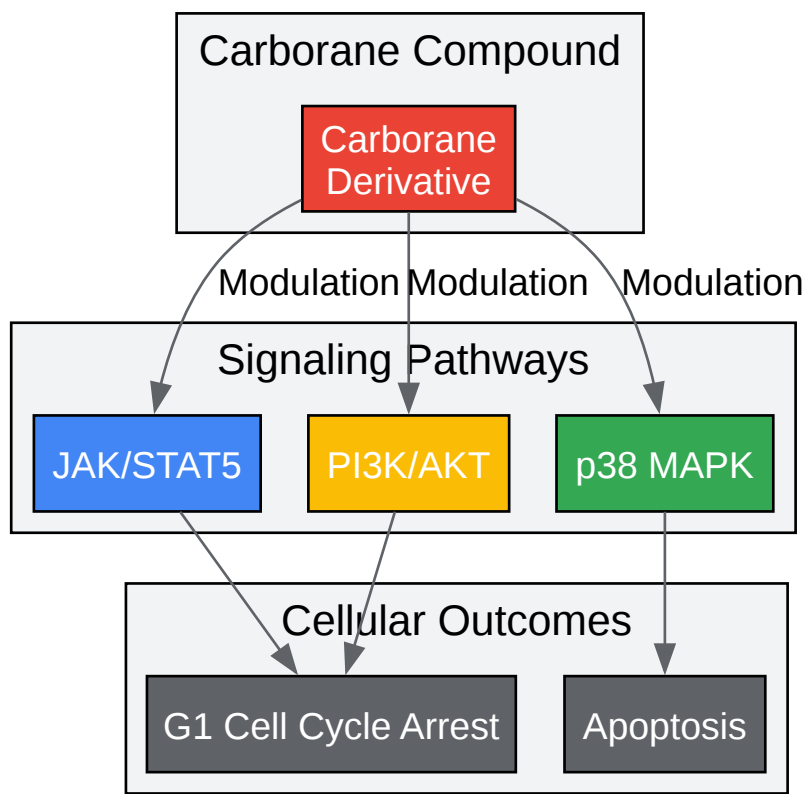 Carborane Compound
Carborane
Derivative
Modulation Modulation Modulation
Signaling Pathways
JAK/STAT5 PI3K/AKT p38 MAPK
Cellular Outcomes
G1 Cell Cycle Arrest Apoptosis